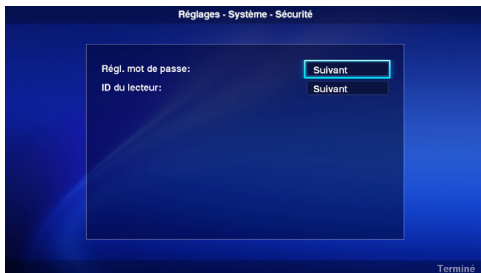 Réglages - Système - Sécurité
Régl. mot de passe: Suivant
ID du lecteur: Suivant
Terminé